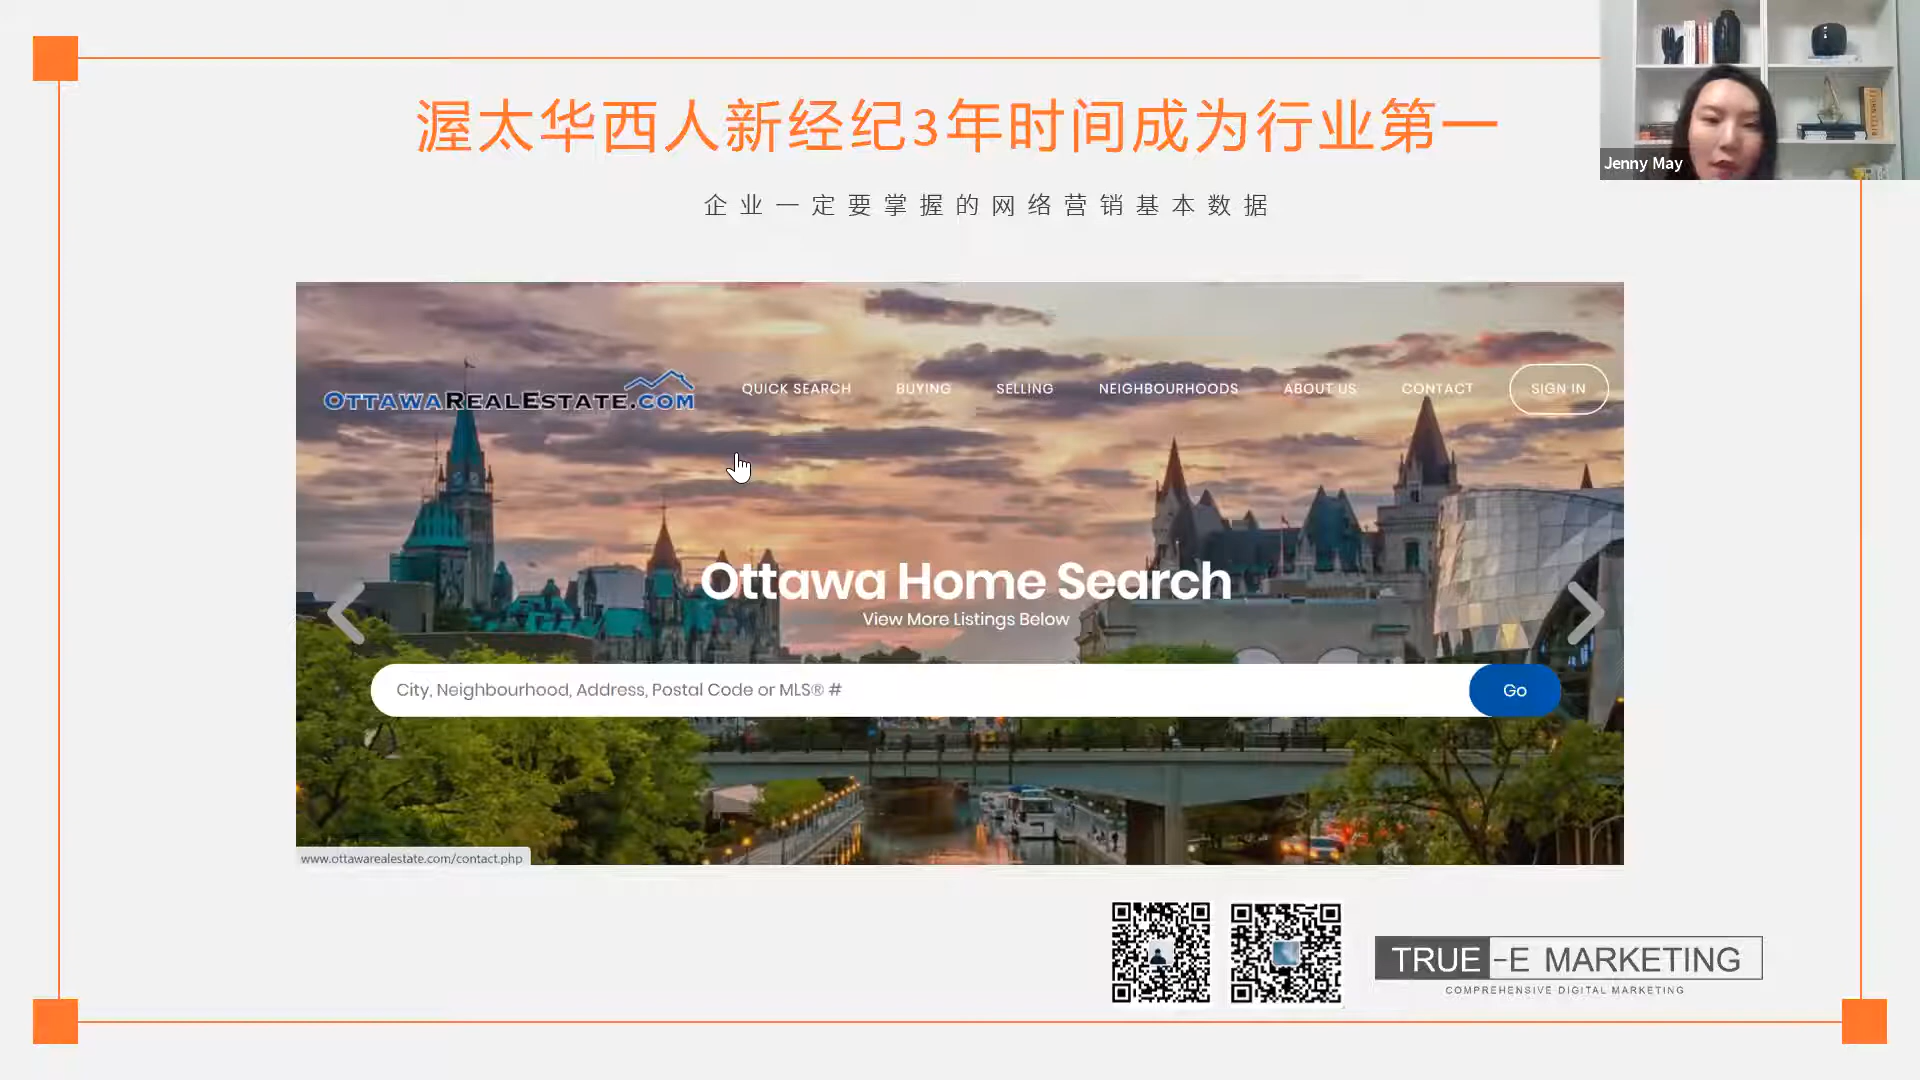 渥太华西人新经纪3年时间成为行业第一
Jenny May
企业一定要掌握的网络营销基本数据
OTTAWAREALESTATE.COM
QUICK SEARCH
BUYING
SELLING
NEIGHBOURHOODS
ABOUT US
CONTACT
SIGN IN
Ottawa Home Search
View More Listings Below
City, Neighbourhood, Address, Postal Code or MLS® #
Go
www.ottawarealestate.com/contact.php
TRUE-E MARKETING
COMPREHENSIVE DIGITAL MARKETING